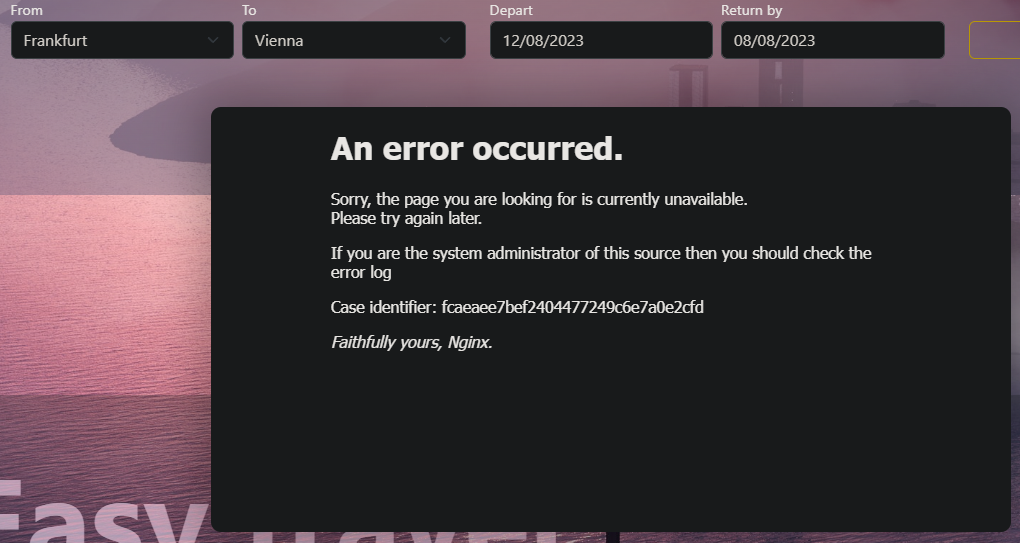 From To Depart Return by
Frankfurt Vienna 12/08/2023 08/08/2023
An error occurred.
Sorry, the page you are looking for is currently unavailable.
Please try again later.
If you are the system administrator of this source then you should check the
error log
Case identifier: fcaeaee7bef2404477249c6e7a0e2cfd
Faithfully yours, Nginx.
Easy Travel